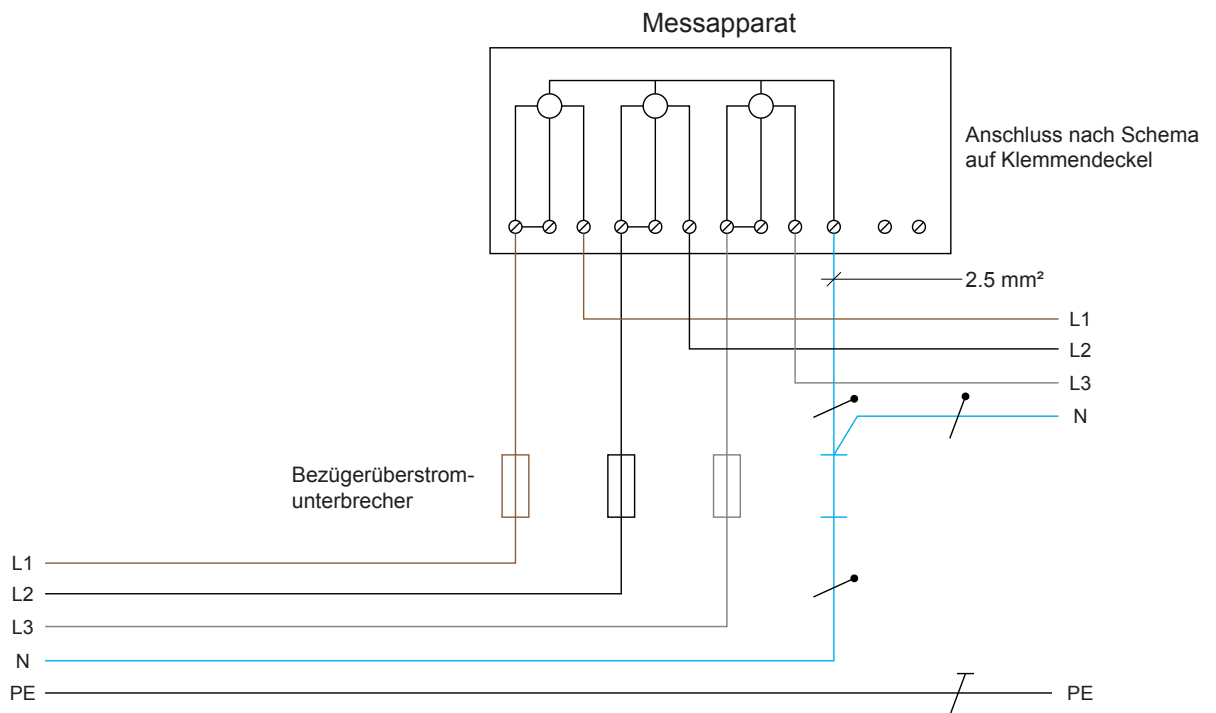 Messapparat
Anschluss nach Schema
auf Klemmendeckel
2.5 mm²
L1
L2
L3
N
Bezügerüberstrom-
unterbrecher
L1
L2
L3
N
PE
PE